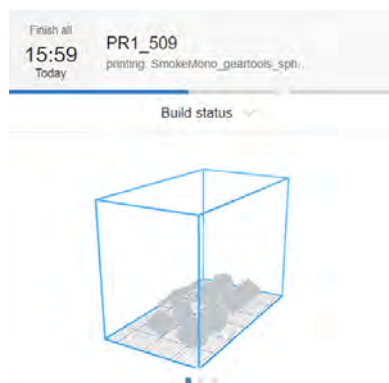 Finish all
15:59
Today
PR1_509
printing: SmokeMono_geartools_sph...
Build status